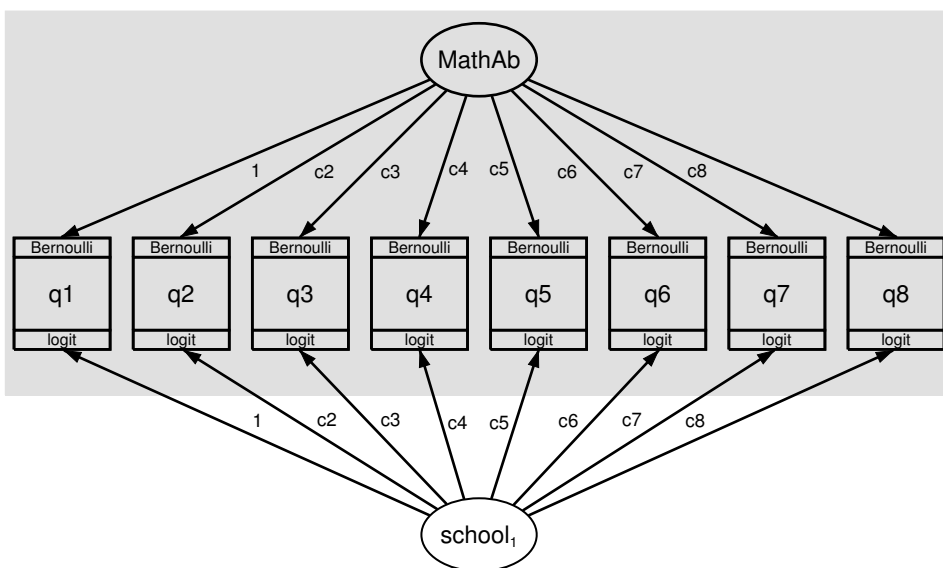 MathAb
1 c2 c3 c4 c5 c6 c7 c8
Bernoulli Bernoulli Bernoulli Bernoulli Bernoulli Bernoulli Bernoulli Bernoulli
q1 q2 q3 q4 q5 q6 q7 q8
logit logit logit logit logit logit logit logit
1 c2 c3 c4 c5 c6 c7 c8
school₁